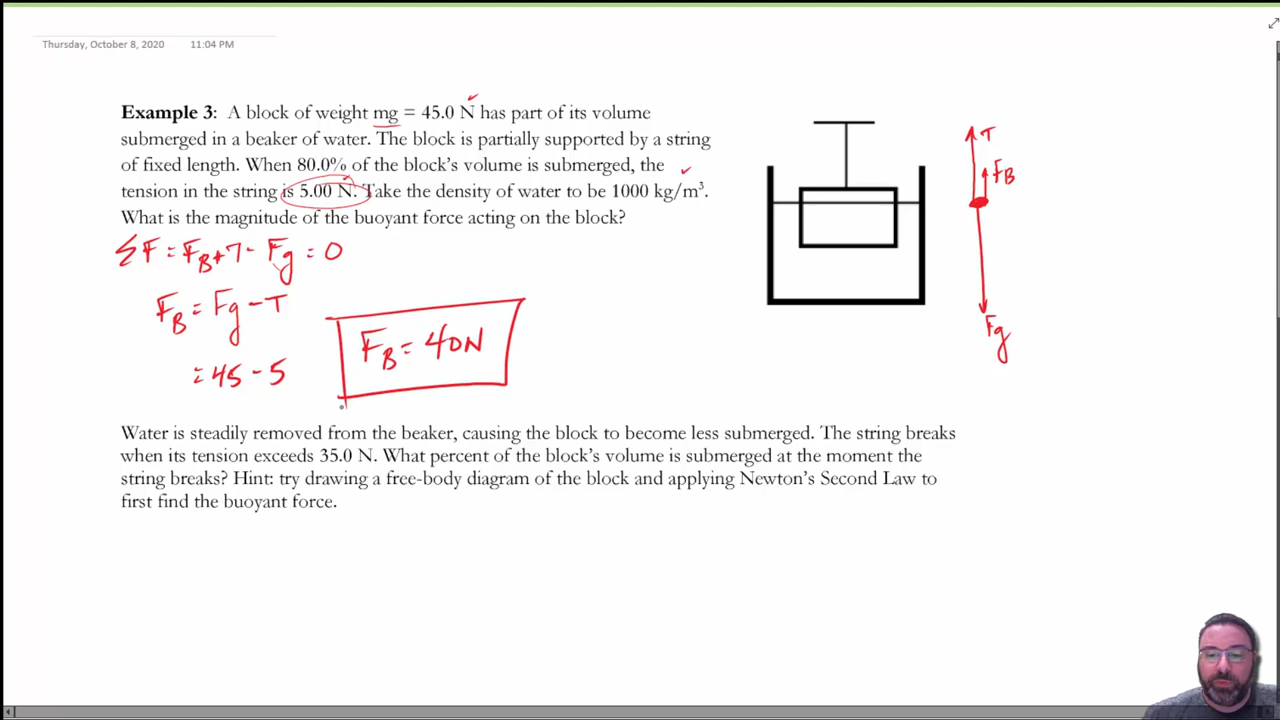 Thursday, October 8, 2020 11:04 PM
Example 3: A block of weight mg = 45.0 N has part of its volume
submerged in a beaker of water. The block is partially supported by a string
of fixed length. When 80.0% of the block's volume is submerged, the
tension in the string is 5.00 N. Take the density of water to be 1000 kg/m³.
What is the magnitude of the buoyant force acting on the block?
ΣF = F_B + T - Fg = 0
F_B = Fg - T
= 45 - 5
F_B = 40N
T
F_B
Fg
Water is steadily removed from the beaker, causing the block to become less submerged. The string breaks
when its tension exceeds 35.0 N. What percent of the block's volume is submerged at the moment the
string breaks? Hint: try drawing a free-body diagram of the block and applying Newton's Second Law to
first find the buoyant force.